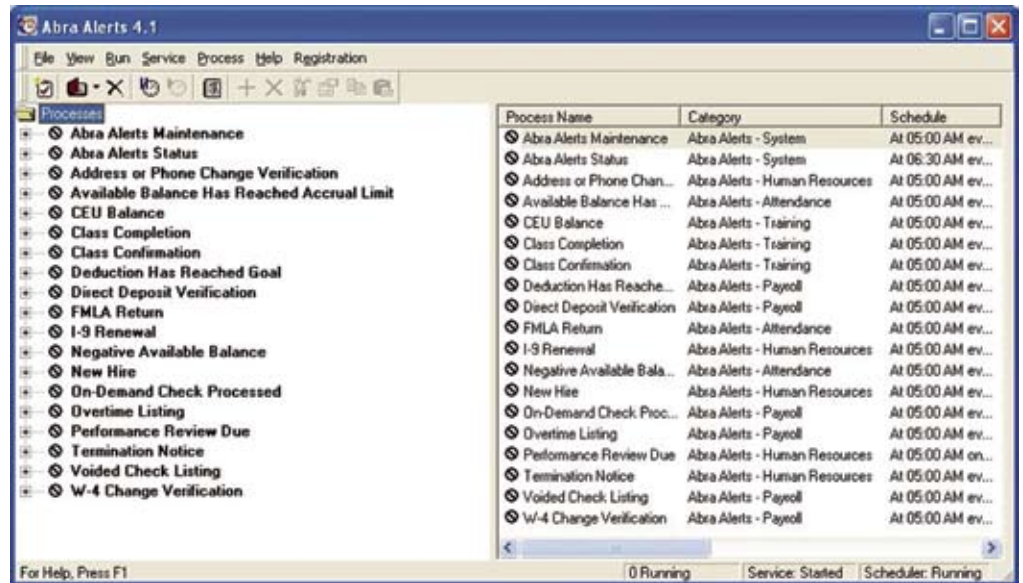 Abra Alerts 4.1
File View Run Service Process Help Registration
Processes
Abra Alerts Maintenance
Abra Alerts Status
Address or Phone Change Verification
Available Balance Has Reached Accrual Limit
CEU Balance
Class Completion
Class Confirmation
Deduction Has Reached Goal
Direct Deposit Verification
FMLA Return
I-9 Renewal
Negative Available Balance
New Hire
On-Demand Check Processed
Overtime Listing
Performance Review Due
Termination Notice
Voided Check Listing
W-4 Change Verification
Process Name Category Schedule
Abra Alerts Maintenance Abra Alerts - System At 05:00 AM ev...
Abra Alerts Status Abra Alerts - System At 06:30 AM ev...
Address or Phone Chan... Abra Alerts - Human Resources At 05:00 AM ev...
Available Balance Has ... Abra Alerts - Attendance At 05:00 AM ev...
CEU Balance Abra Alerts - Training At 05:00 AM ev...
Class Completion Abra Alerts - Training At 05:00 AM ev...
Class Confirmation Abra Alerts - Training At 05:00 AM ev...
Deduction Has Reache... Abra Alerts - Payroll At 05:00 AM ev...
Direct Deposit Verification Abra Alerts - Payroll At 05:00 AM ev...
FMLA Return Abra Alerts - Attendance At 05:00 AM ev...
I-9 Renewal Abra Alerts - Human Resources At 05:00 AM ev...
Negative Available Bala... Abra Alerts - Attendance At 05:00 AM ev...
New Hire Abra Alerts - Human Resources At 05:00 AM ev...
On-Demand Check Proc... Abra Alerts - Payroll At 05:00 AM ev...
Overtime Listing Abra Alerts - Payroll At 05:00 AM ev...
Performance Review Due Abra Alerts - Human Resources At 05:00 AM on...
Termination Notice Abra Alerts - Human Resources At 05:00 AM ev...
Voided Check Listing Abra Alerts - Payroll At 05:00 AM ev...
W-4 Change Verification Abra Alerts - Payroll At 05:00 AM ev...
For Help, Press F1 0 Running Service: Started Scheduler: Running